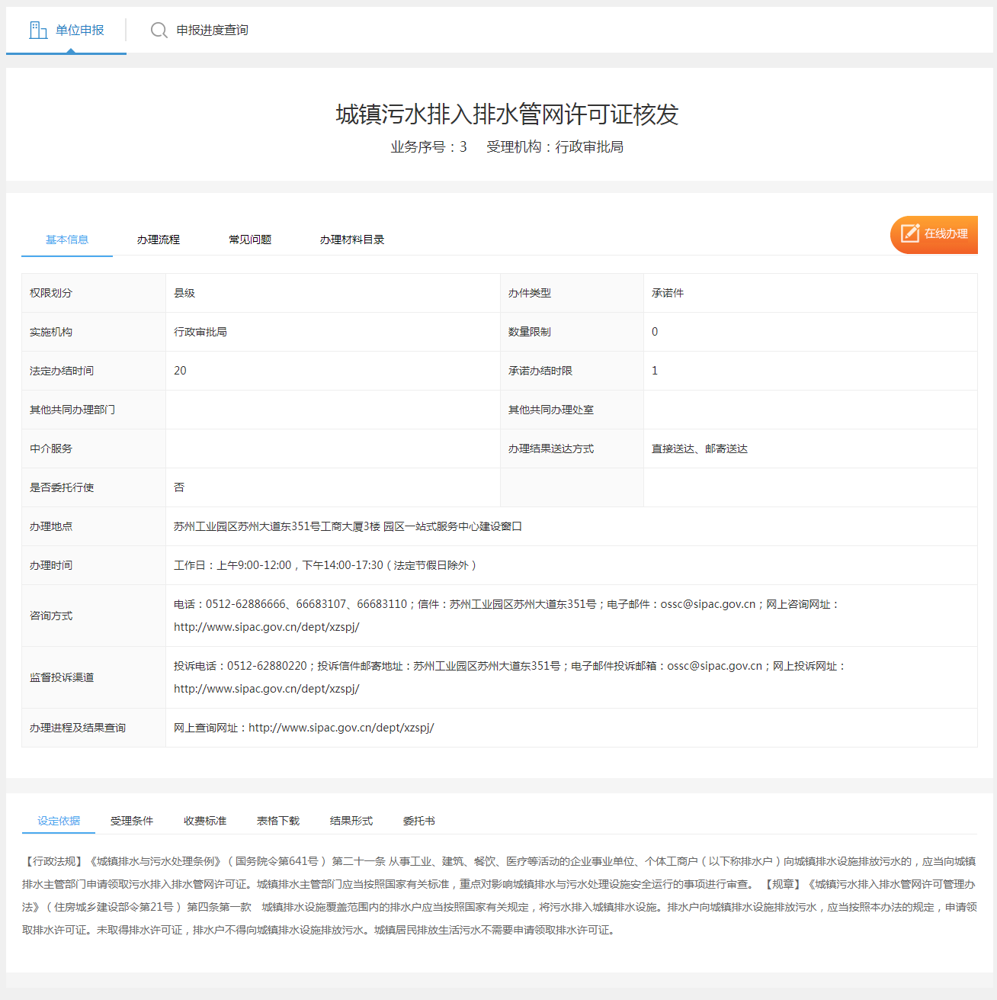 单位申报
申报进度查询
城镇污水排入排水管网许可证核发
业务序号：3 受理机构：行政审批局
基本信息
办理流程
常见问题
办理材料目录
在线办理
权限划分 县级 办件类型 承诺件
实施机构 行政审批局 数量限制 0
法定办结时间 20 承诺办结时限 1
其他共同办理部门 其他共同办理处室
中介服务 办理结果送达方式 直接送达、邮寄送达
是否委托行使 否
办理地点 苏州工业园区苏州大道东351号工商大厦3楼 园区一站式服务中心建设窗口
办理时间 工作日：上午9:00-12:00，下午14:00-17:30（法定节假日除外）
咨询方式
电话：0512-62886666、66683107、66683110；信件：苏州工业园区苏州大道东351号；电子邮件：ossc@sipac.gov.cn；网上咨询网址：
http://www.sipac.gov.cn/dept/xzspj/
监督投诉渠道
投诉电话：0512-62880220；投诉信件邮寄地址：苏州工业园区苏州大道东351号；电子邮件投诉邮箱：ossc@sipac.gov.cn；网上投诉网址：
http://www.sipac.gov.cn/dept/xzspj/
办理进程及结果查询 网上查询网址：http://www.sipac.gov.cn/dept/xzspj/
设定依据
受理条件
收费标准
表格下载
结果形式
委托书
【行政法规】《城镇排水与污水处理条例》（国务院令第641号） 第二十一条 从事工业、建筑、餐饮、医疗等活动的企业事业单位、个体工商户（以下称排水户）向城镇排水设施排放污水的，应当向城镇
排水主管部门申请领取污水排入排水管网许可证。城镇排水主管部门应当按照国家有关标准，重点对影响城镇排水与污水处理设施安全运行的事项进行审查。 【规章】《城镇污水排入排水管网许可管理办
法》（住房城乡建设部令第21号） 第四条第一款 城镇排水设施覆盖范围内的排水户应当按照国家有关规定，将污水排入城镇排水设施。排水户向城镇排水设施排放污水，应当按照本办法的规定，申请领
取排水许可证。未取得排水许可证，排水户不得向城镇排水设施排放污水。城镇居民排放生活污水不需要申请领取排水许可证。